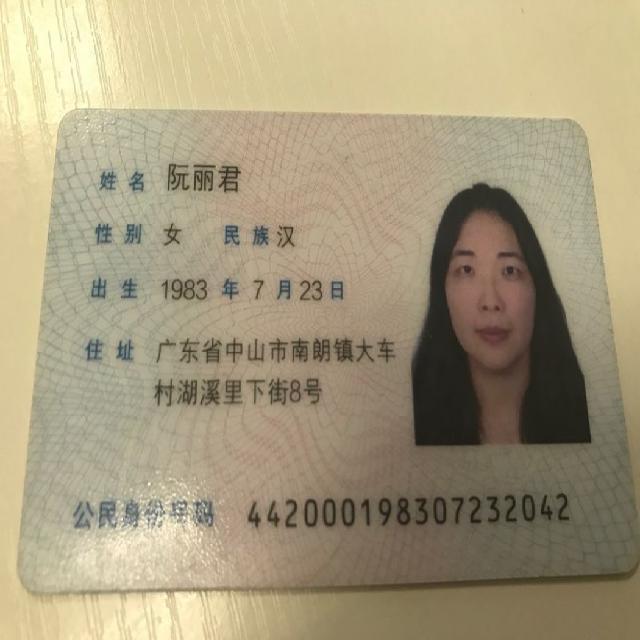 姓名 阮丽君
性别 女 民族 汉
出生 1983 年 7 月 23 日
住址 广东省中山市南朗镇大车
村湖溪里下街8号
公民身份号码 442000198307232042